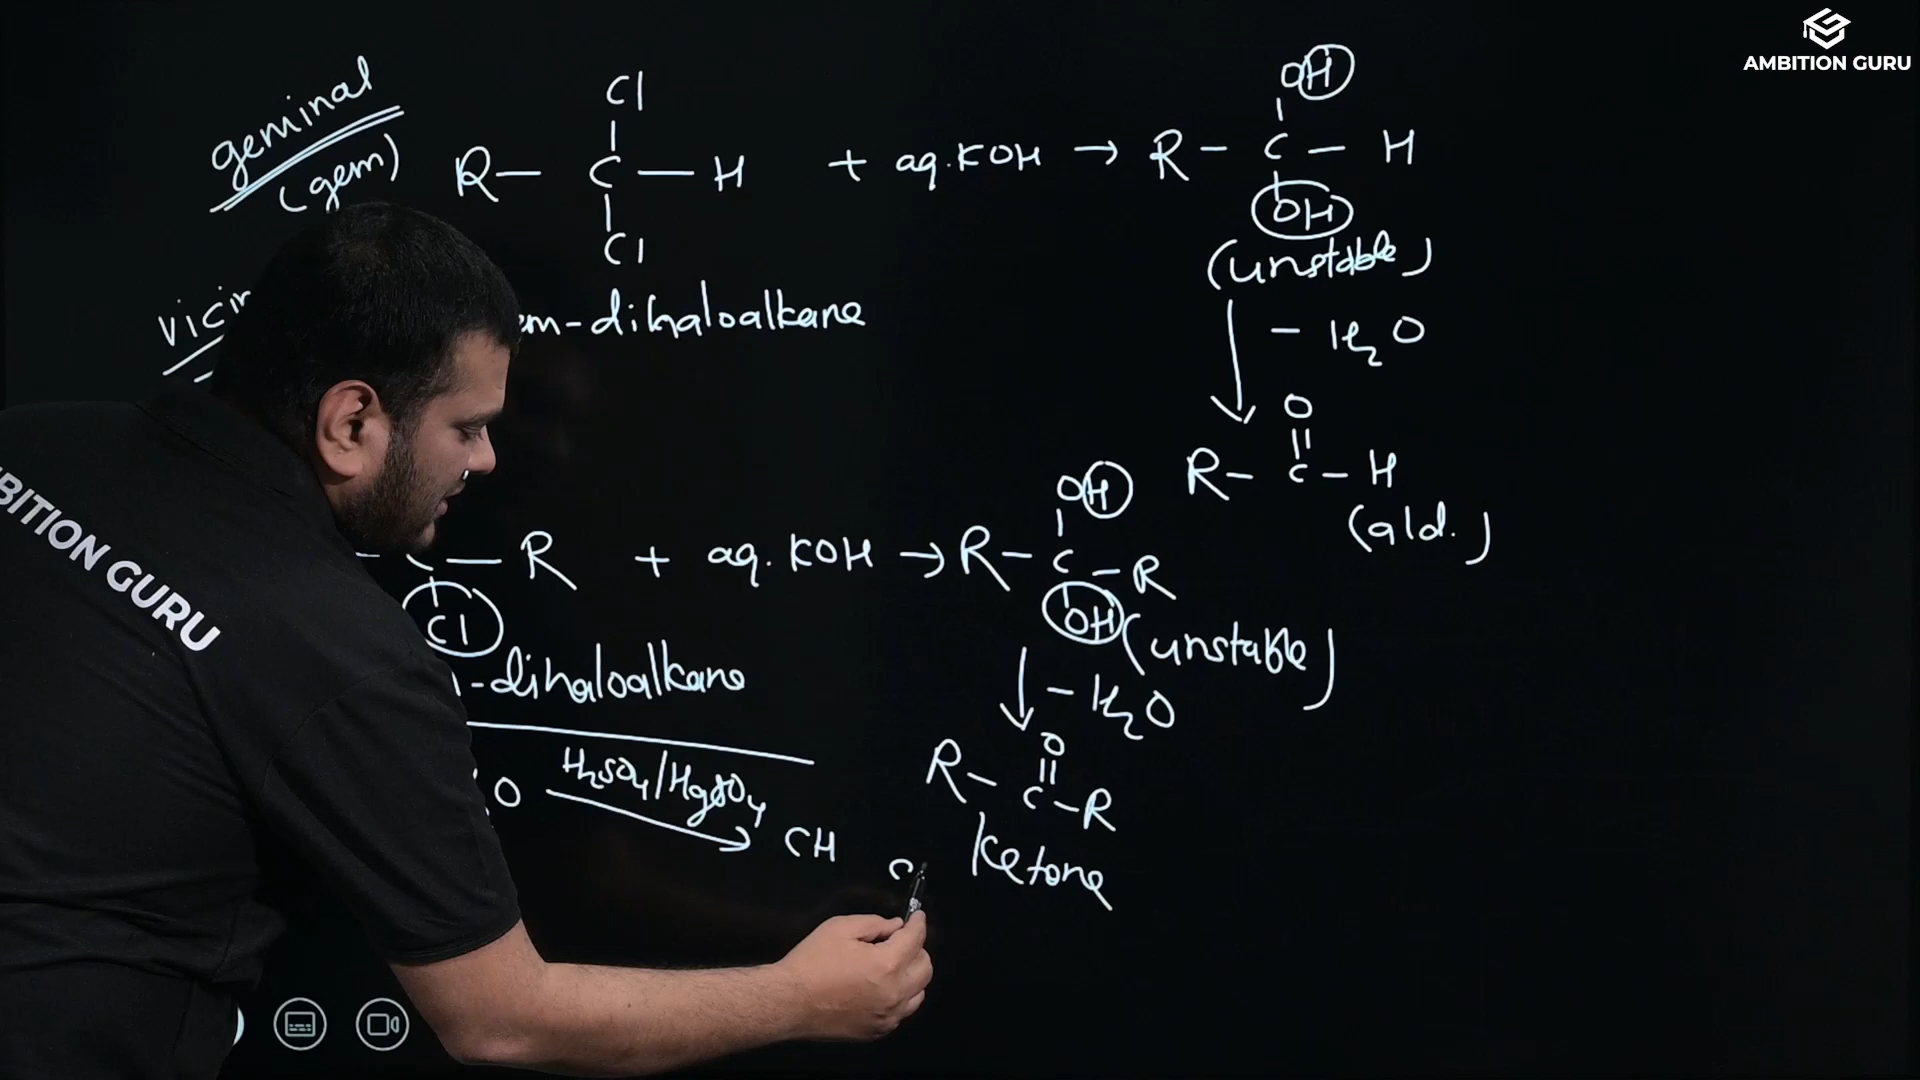 AMBITION GURU
geminal
(gem)
Cl
R — C — H + aq. KOH → R — C — H
Cl
OH
OH
(unstable)
- H₂O
O
R — C — H
(ald.)
em-dihaloalkane
OH
— R + aq. KOH → R — C — R
Cl
OH (unstable)
-dihaloalkane
- H₂O
O
R — C — R
Ketone
O H₂SO₄/HgSO₄ → CH C
BITION GURU